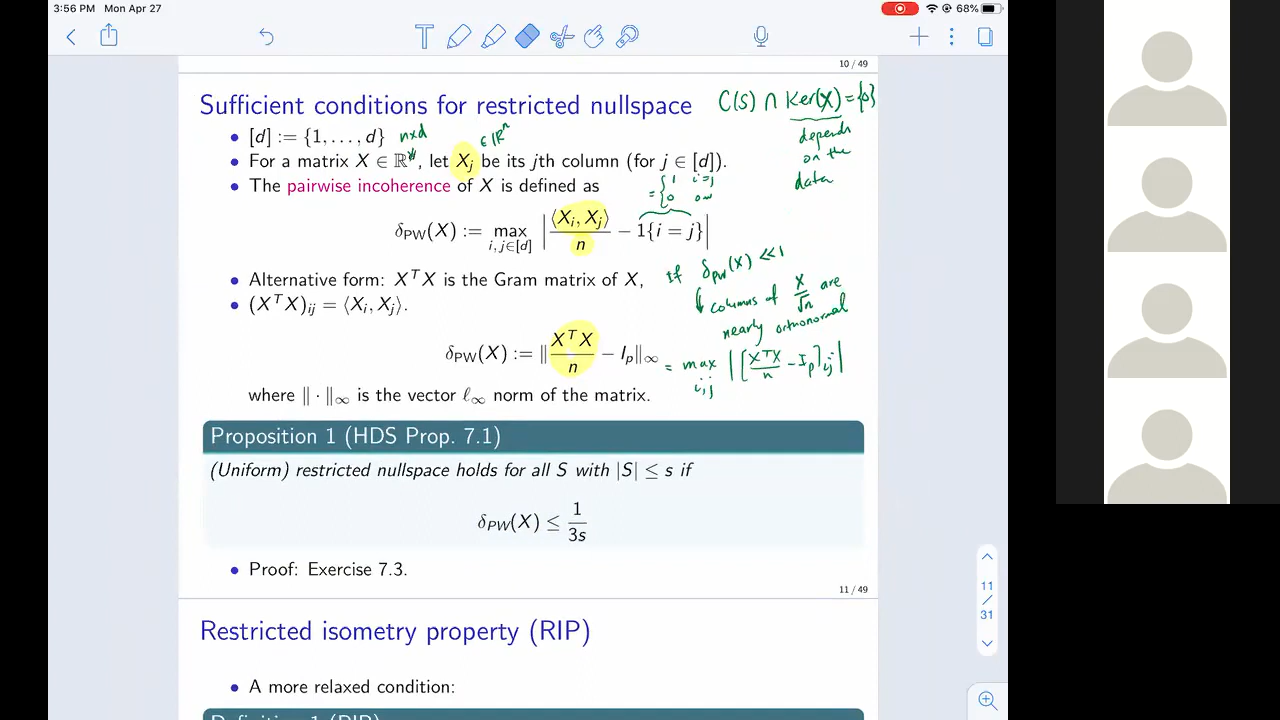 3:56 PM Mon Apr 27
68%
10 / 49
Sufficient conditions for restricted nullspace
C(S) ∩ Ker(X) = {0}
depends
on the
data
• [d] := {1, . . . , d}
n×d
∈ ℝⁿ
• For a matrix X ∈ ℝ, let Xⱼ be its jth column (for j ∈ [d]).
• The pairwise incoherence of X is defined as
= { 1 i=j
0 ow
δ_PW(X) := max_{i,j∈[d]} | ⟨Xᵢ, Xⱼ⟩ / n − 1{i = j} |
If δ_PW(X) ≪ 1
↓ columns of X/√n are
nearly orthonormal
• Alternative form: XᵀX is the Gram matrix of X,
• (XᵀX)ᵢⱼ = ⟨Xᵢ, Xⱼ⟩.
δ_PW(X) := ‖ XᵀX / n − I_p ‖_∞
= max_{i,j} | [ XᵀX / n − I_p ]ᵢⱼ |
where ‖ · ‖_∞ is the vector ℓ_∞ norm of the matrix.
Proposition 1 (HDS Prop. 7.1)
(Uniform) restricted nullspace holds for all S with |S| ≤ s if
δ_PW(X) ≤ 1 / 3s
• Proof: Exercise 7.3.
11 / 49
11
/
31
Restricted isometry property (RIP)
• A more relaxed condition:
Definition 1 (RIP)